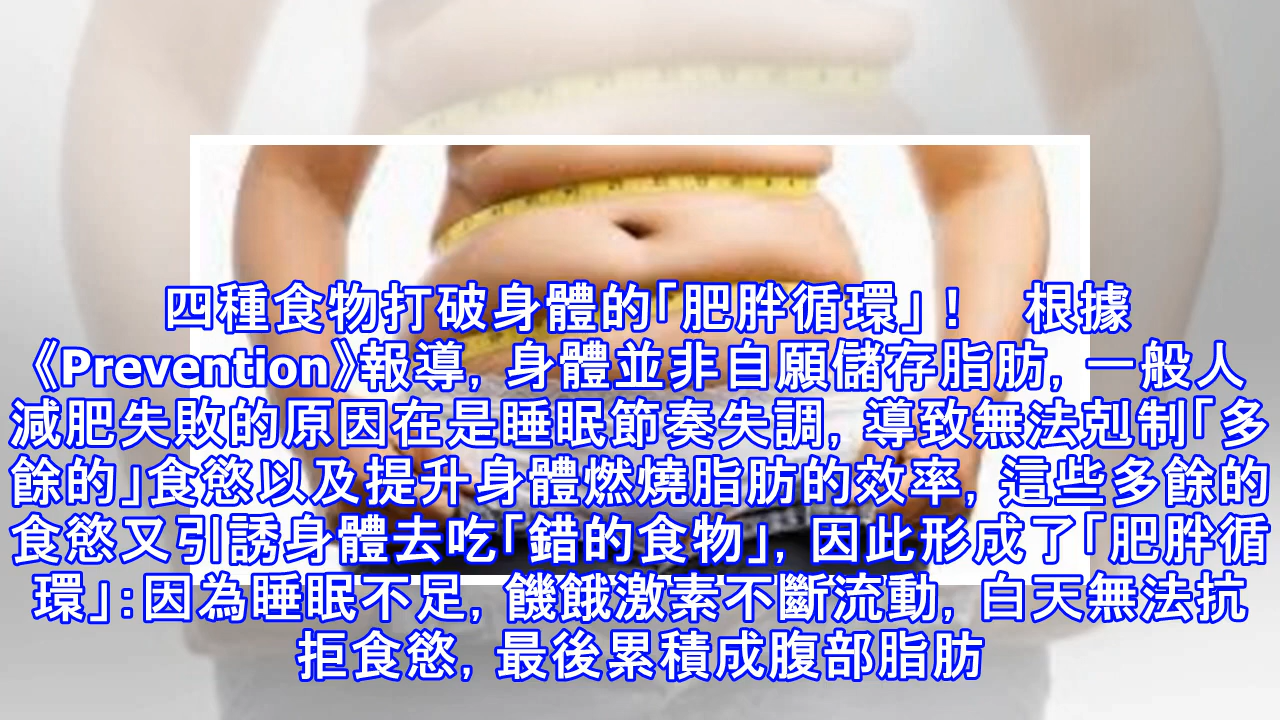 四種食物打破身體的「肥胖循環」! 根據
《Prevention》報導, 身體並非自願儲存脂肪, 一般人
減肥失敗的原因在是睡眠節奏失調, 導致無法剋制「多
餘的」食慾以及提升身體燃燒脂肪的效率, 這些多餘的
食慾又引誘身體去吃「錯的食物」, 因此形成了「肥胖循
環」:因為睡眠不足, 饑餓激素不斷流動, 白天無法抗
拒食慾, 最後累積成腹部脂肪